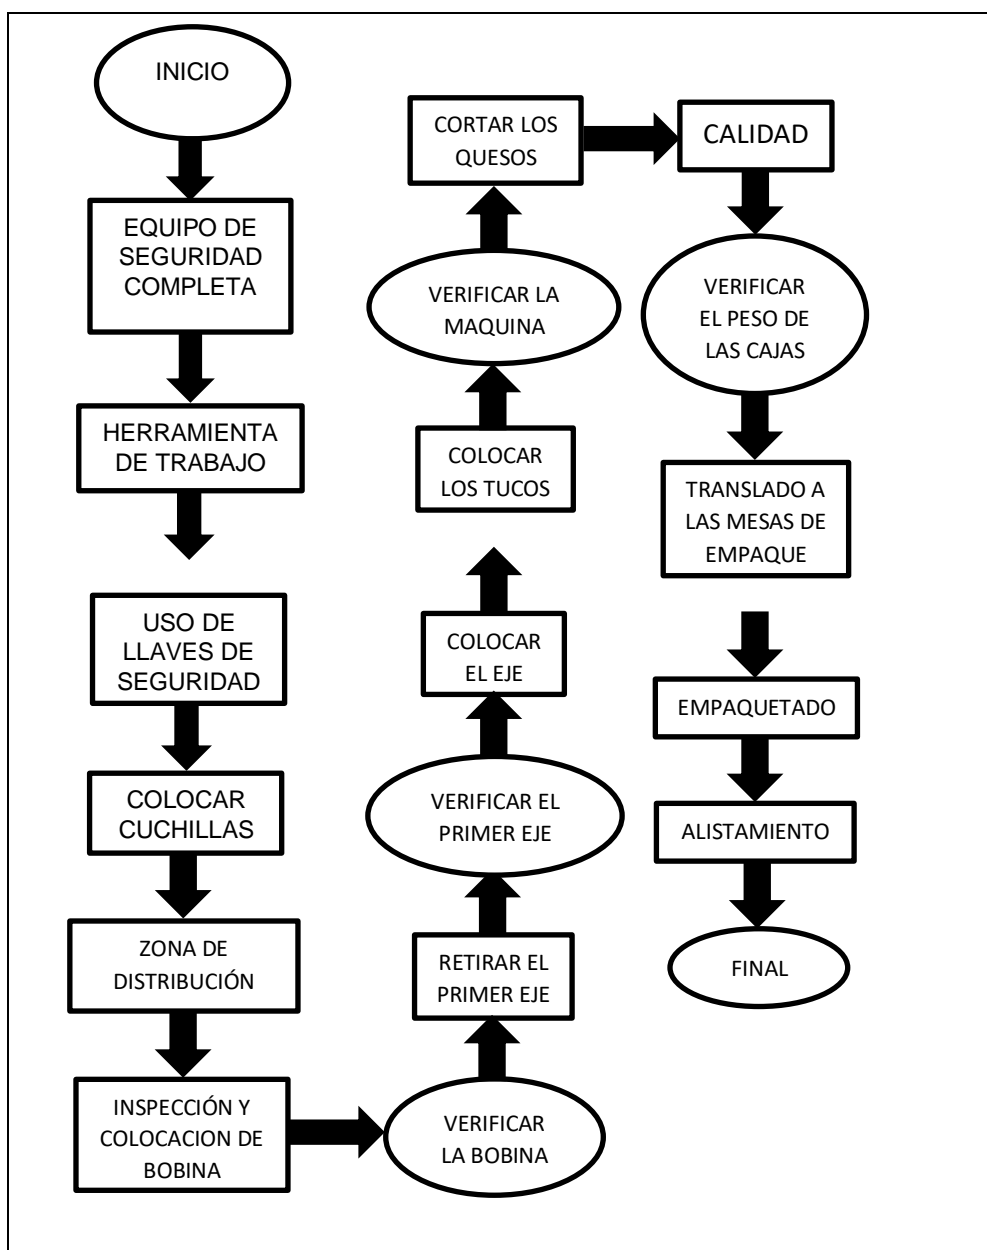 INICIO
EQUIPO DE
SEGURIDAD
COMPLETA
HERRAMIENTA
DE TRABAJO
USO DE
LLAVES DE
SEGURIDAD
COLOCAR
CUCHILLAS
ZONA DE
DISTRIBUCIÓN
INSPECCIÓN Y
COLOCACION DE
BOBINA
VERIFICAR
LA BOBINA
RETIRAR EL
PRIMER EJE
VERIFICAR EL
PRIMER EJE
COLOCAR
EL EJE
COLOCAR
LOS TUCOS
VERIFICAR LA
MAQUINA
CORTAR LOS
QUESOS
CALIDAD
VERIFICAR
EL PESO DE
LAS CAJAS
TRANSLADO A
LAS MESAS DE
EMPAQUE
EMPAQUETADO
ALISTAMIENTO
FINAL